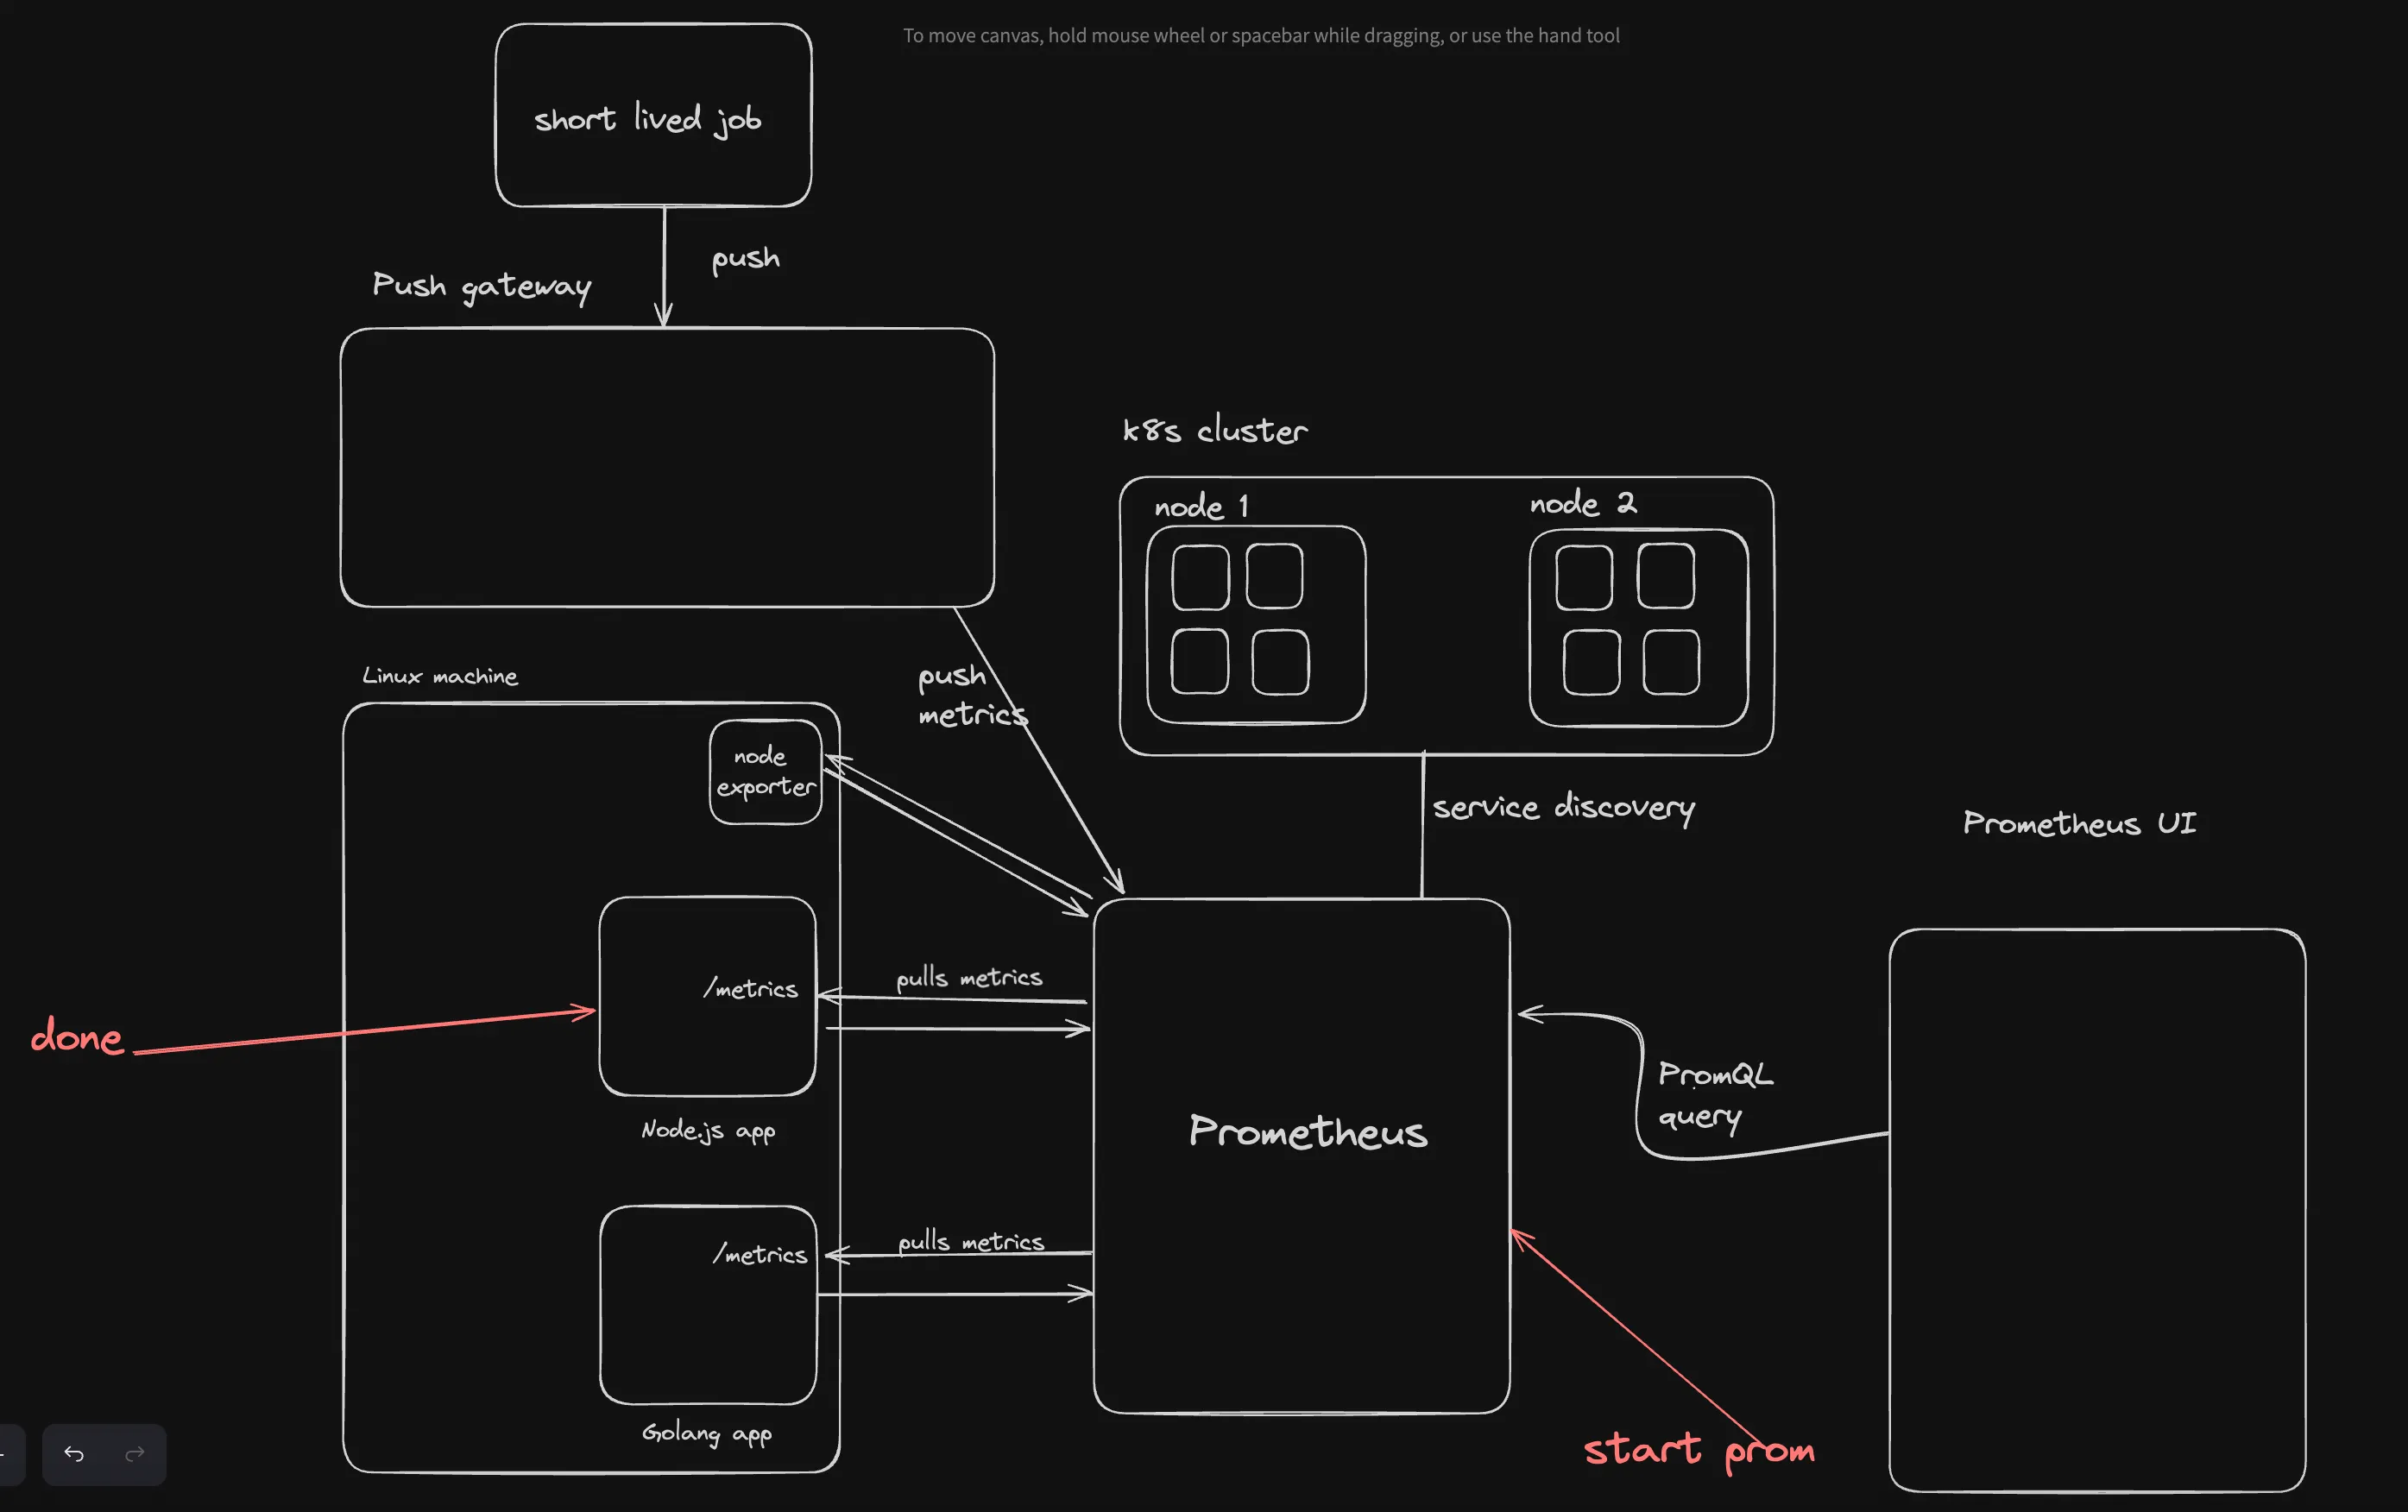 To move canvas, hold mouse wheel or spacebar while dragging, or use the hand tool
short lived job
push
Push gateway
k8s cluster
node 1
node 2
push
metrics
Linux machine
node
exporter
service discovery
Prometheus UI
pulls metrics
/metrics
done
PromQL
query
Node.js app
Prometheus
pulls metrics
/metrics
Golang app
start prom